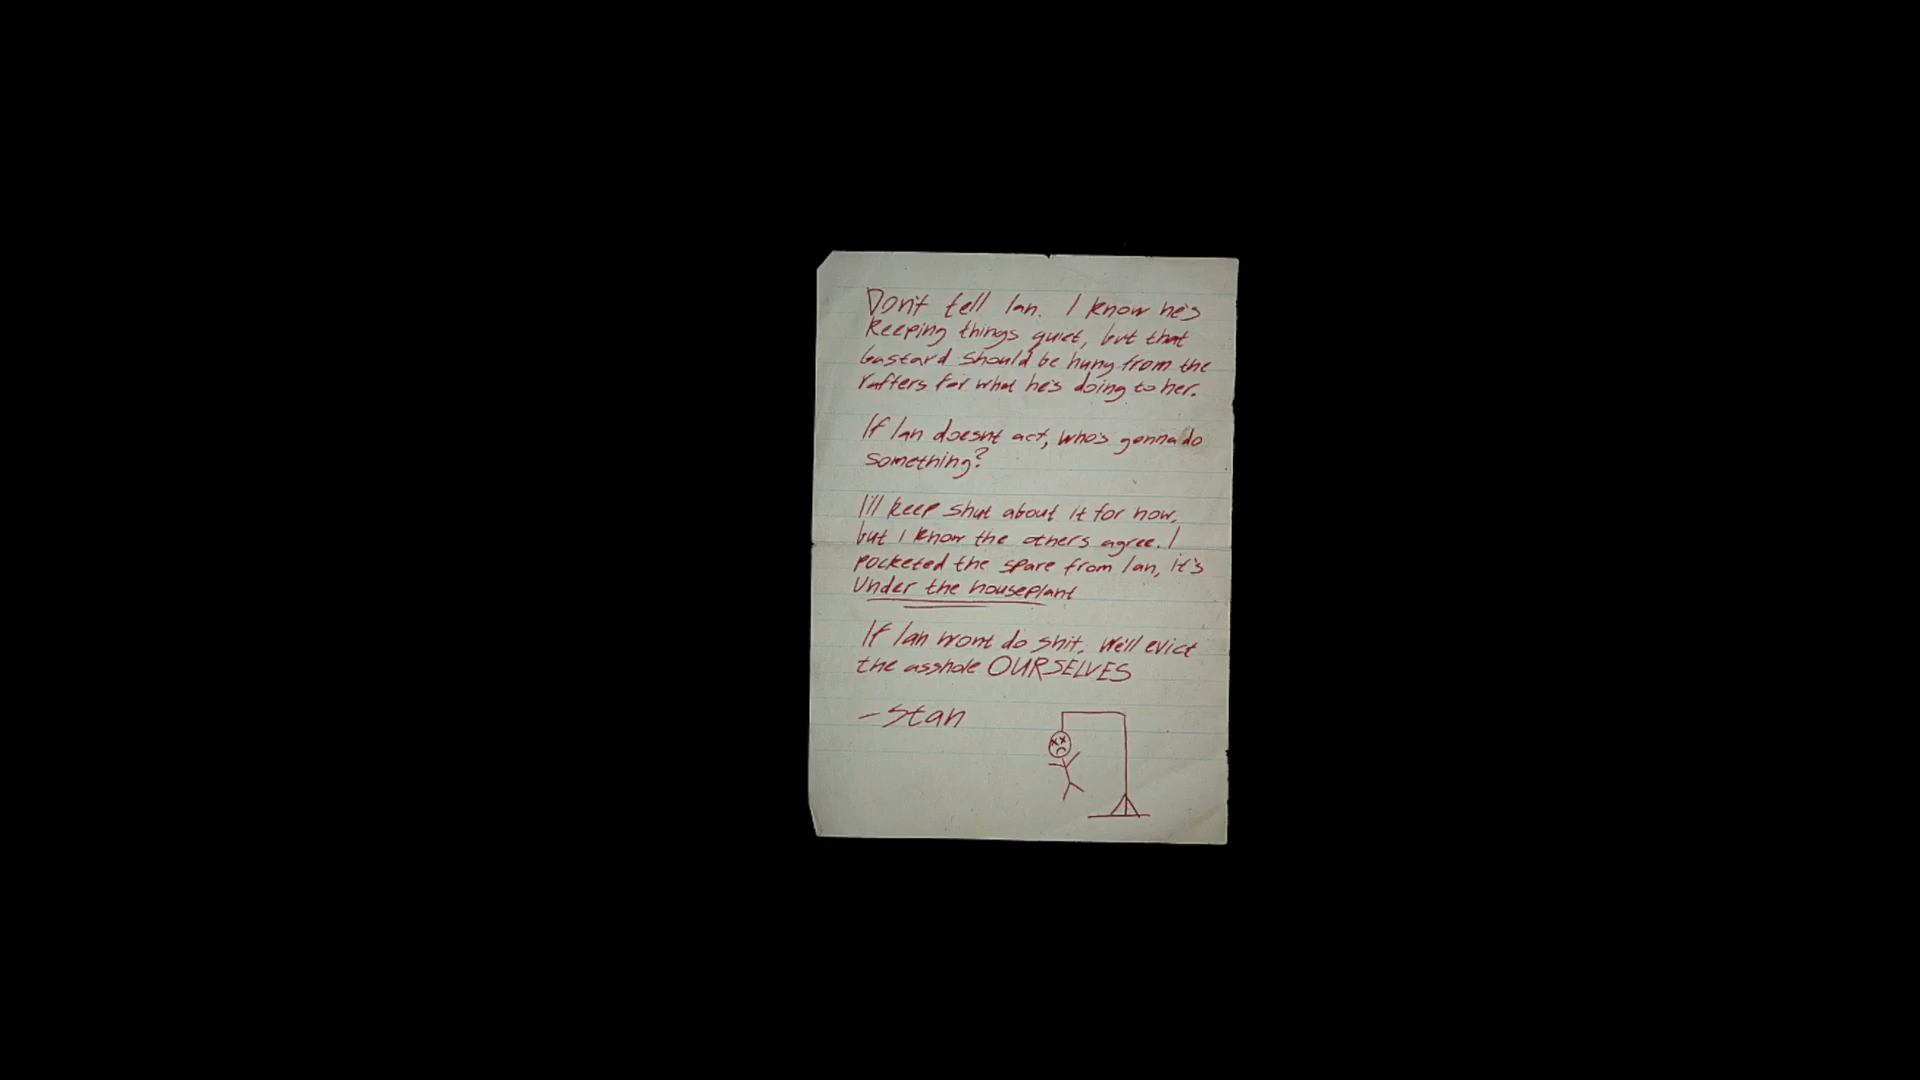 Don't tell Ian. I know he's
keeping things quiet, but that
bastard should be hung from the
rafters for what he's doing to her.
If Ian doesnt act, who's gonna do
something?
I'll keep shut about it for now,
but I know the others agree. I
pocketed the spare from Ian, it's
Under the houseplant
If Ian wont do shit, We'll evict
the asshole OURSELVES
- Stan